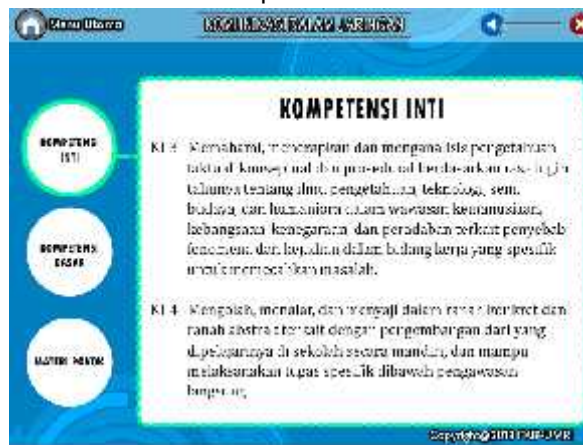 Menu Utama
KOMUNIKASI DALAM JARINGAN
KOMPETENSI INTI
KOMPETENSI
INTI
KI 3 Memahami, menerapkan dan menganalisis pengetahuan
faktual konseptual dan prosedural berdasarkan rasa ingin
tahunya tentang ilmu pengetahuan, teknologi, seni,
budaya, dan humaniora dalam wawasan kemanusiaan,
kebangsaan, kenegaraan, dan peradaban terkait penyebab
fenomena dan kejadian dalam bidang kerja yang spesifik
untuk memecahkan masalah.
KOMPETENSI
DASAR
KI 4 Mengolah, menalar, dan menyaji dalam ranah konkret dan
ranah abstrak terkait dengan pengembangan dari yang
dipelajarinya di sekolah secara mandiri, dan mampu
melaksanakan tugas spesifik dibawah pengawasan
langsung
MATERI POKOK